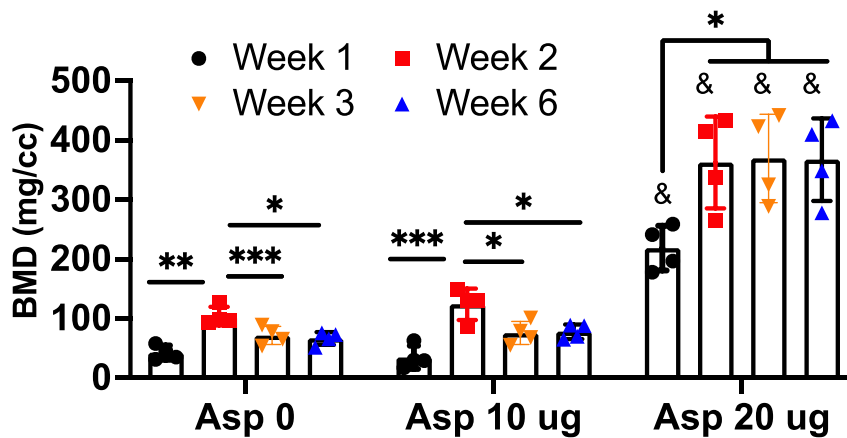 *
Week 1 Week 2
Week 3 Week 6
BMD (mg/cc)
500
400
300
200
100
0
** *** *
*** * *
& & & &
Asp 0 Asp 10 ug Asp 20 ug